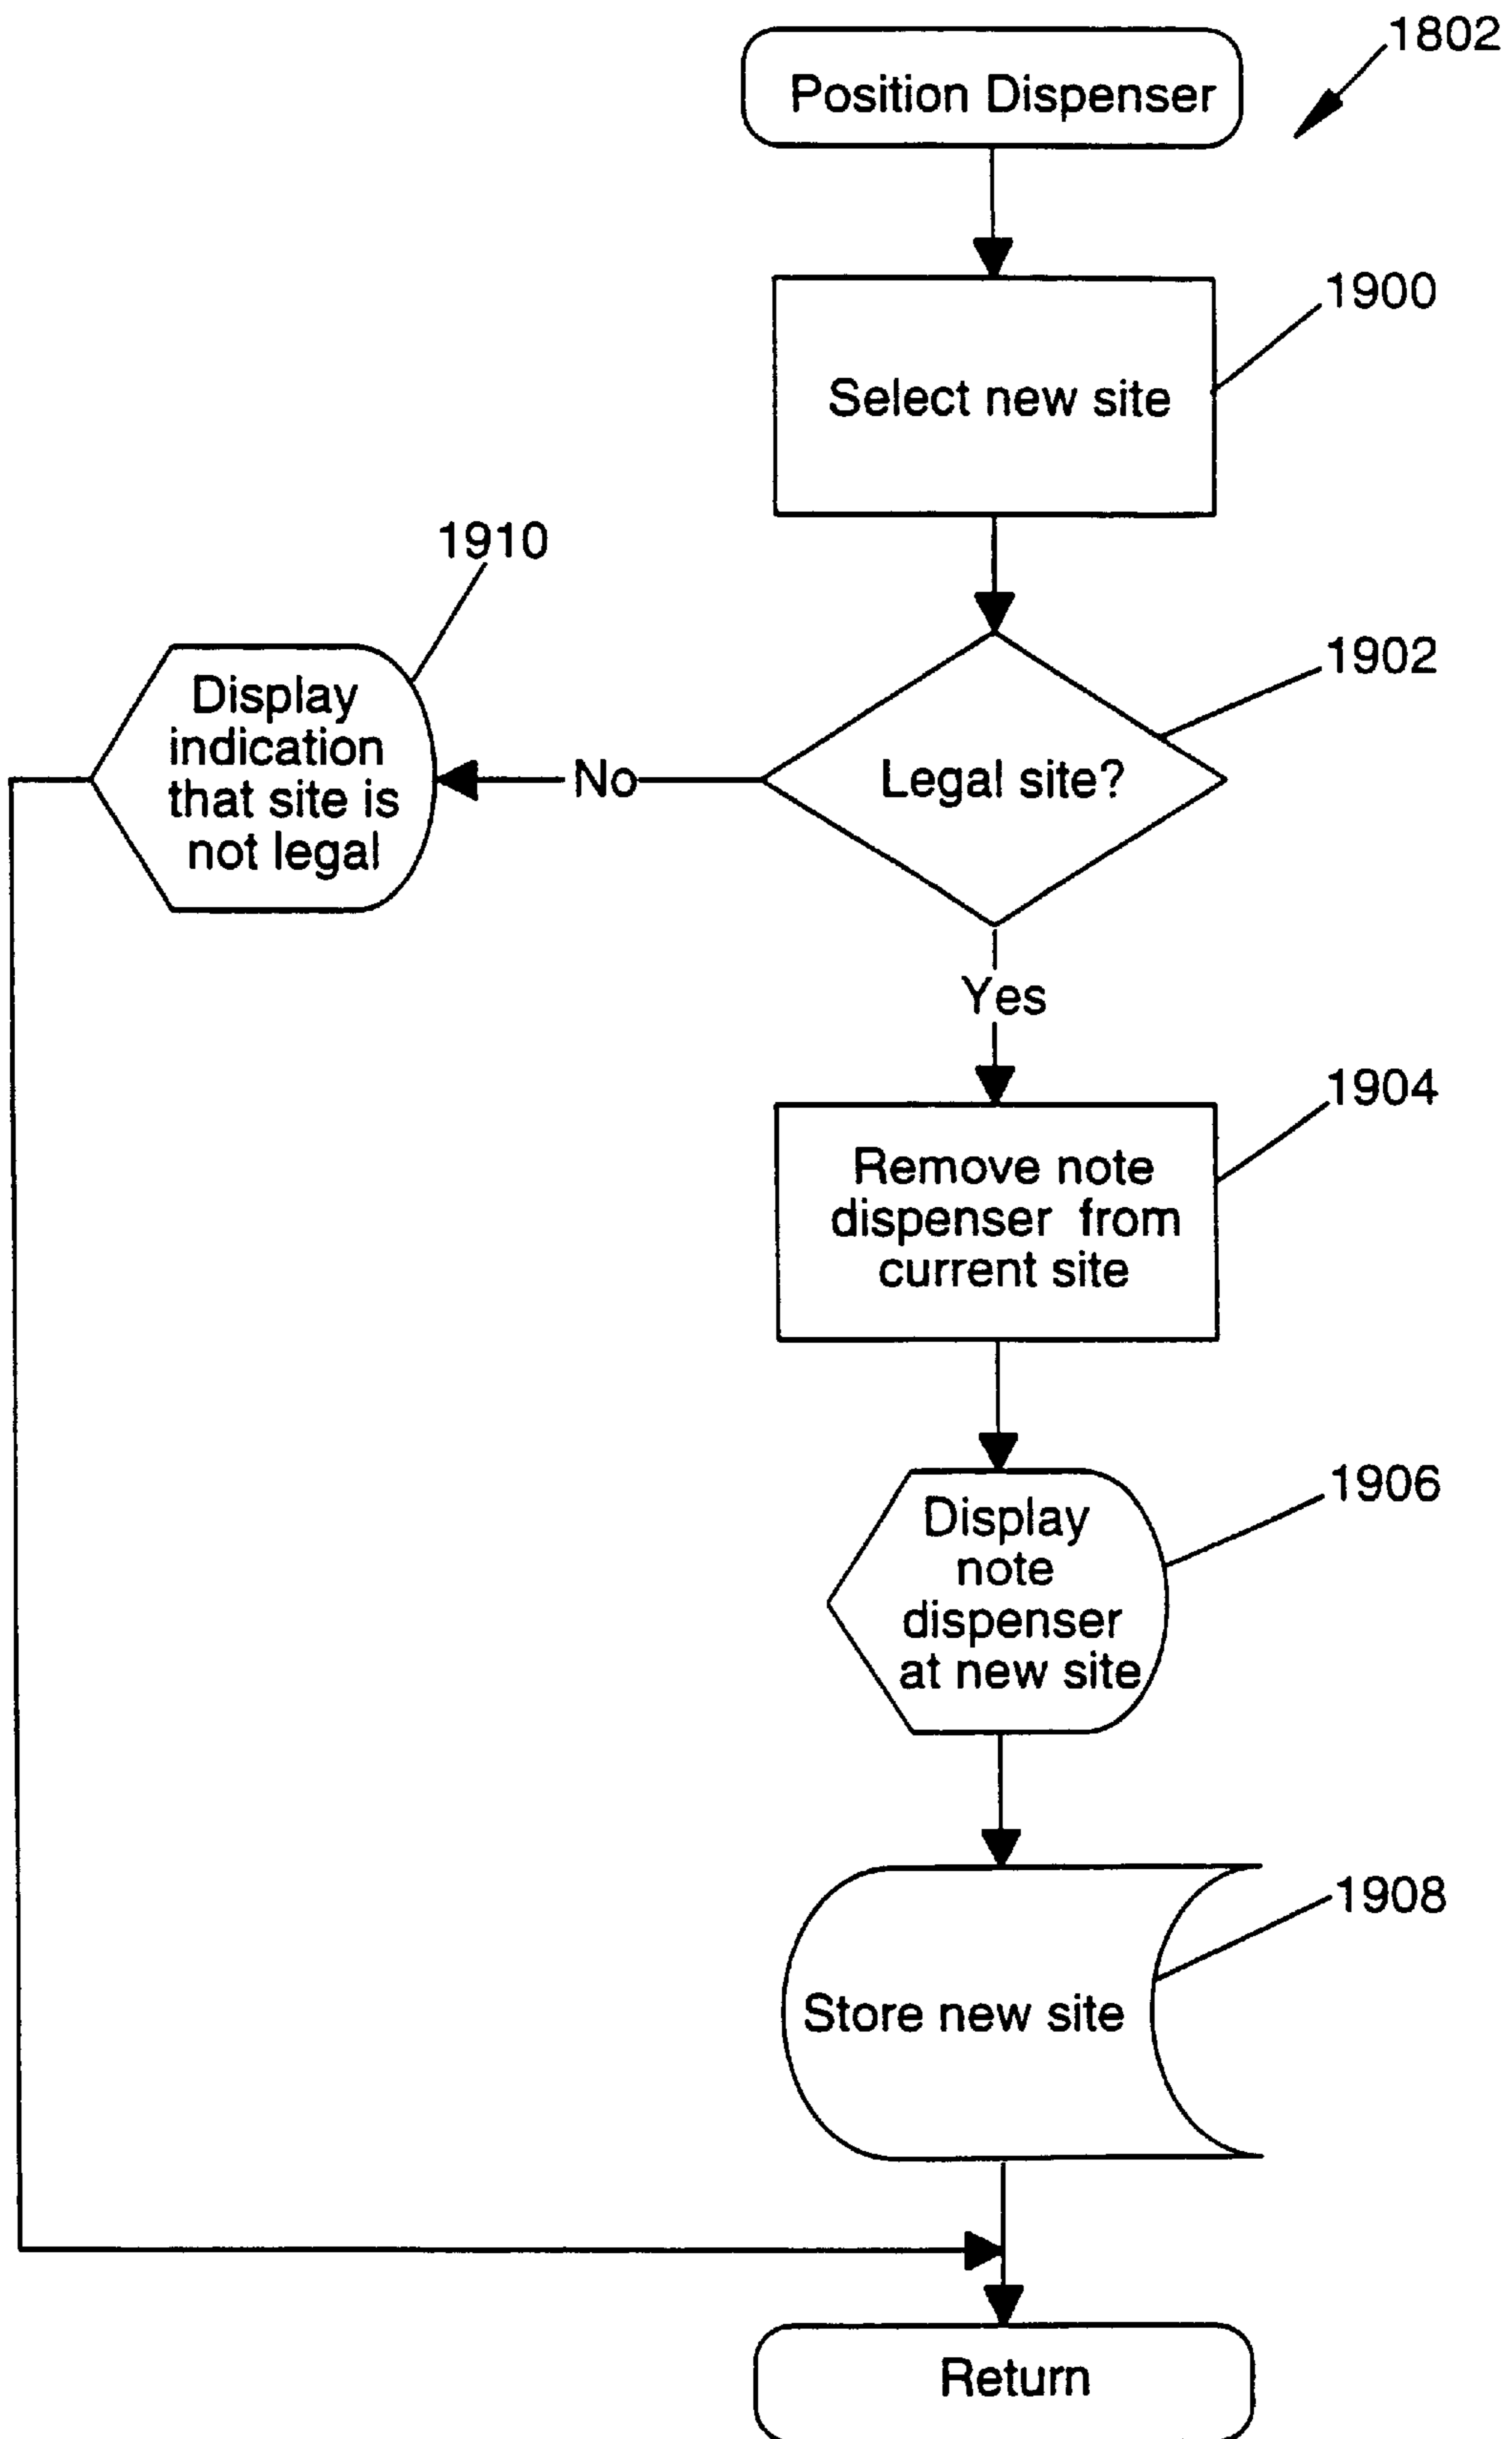 1802
Position Dispenser
1900
Select new site
1910
1902
Display
indication
that site is
not legal
No
Legal site?
Yes
1904
Remove note
dispenser from
current site
1906
Display
note
dispenser
at new site
1908
Store new site
Return